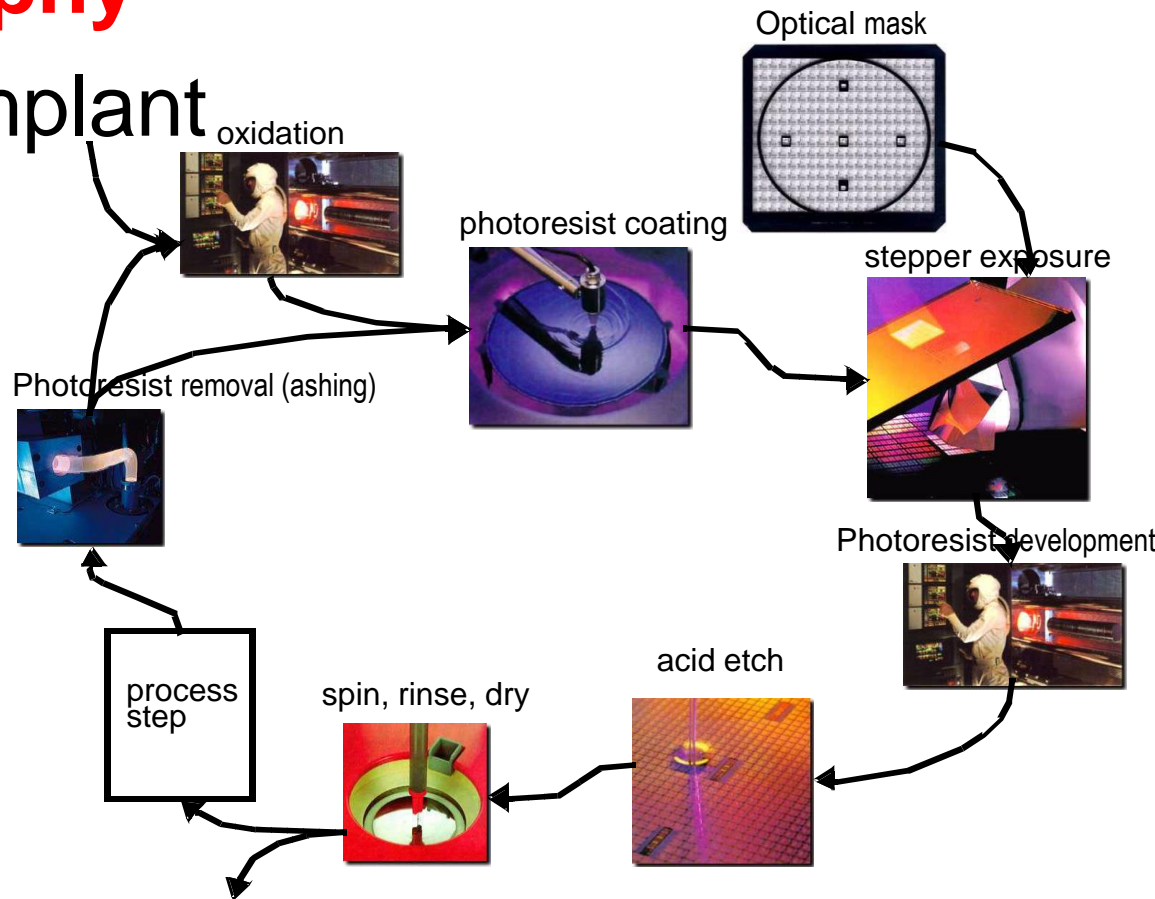 phy
Optical mask
nplant
oxidation
photoresist coating
stepper exposure
Photoresist removal (ashing)
Photoresist development
acid etch
spin, rinse, dry
process
step